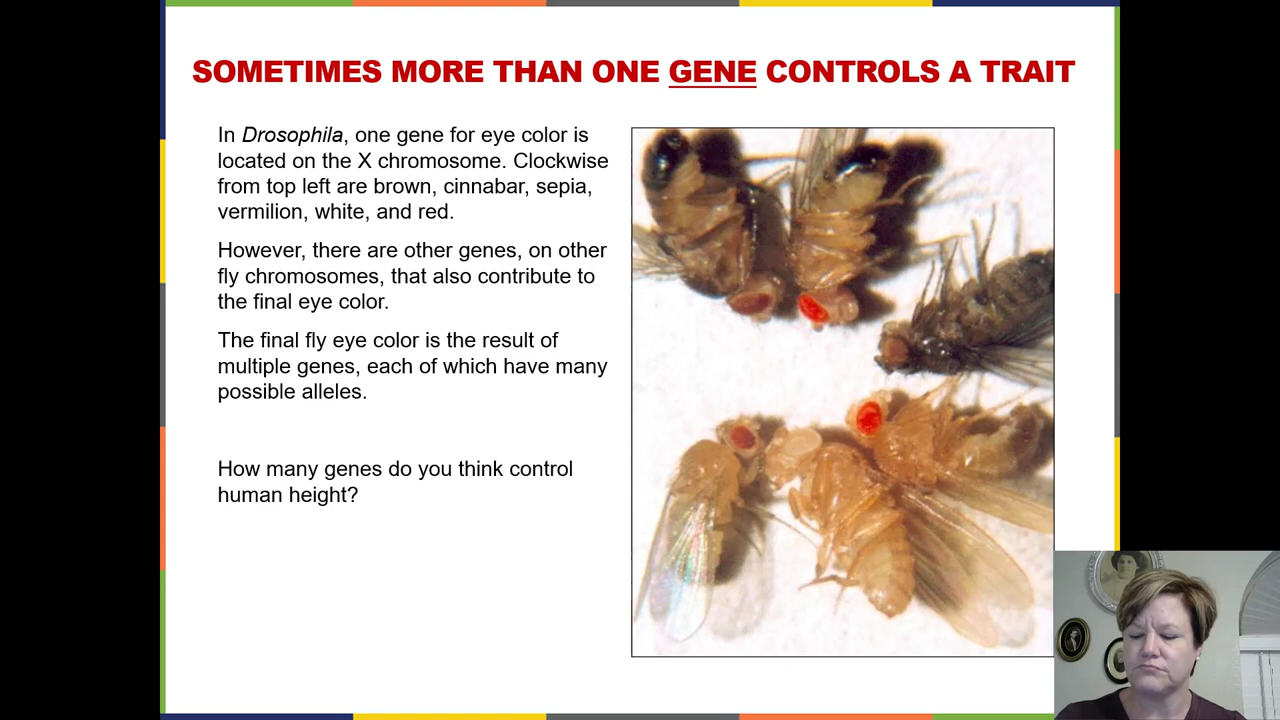 SOMETIMES MORE THAN ONE GENE CONTROLS A TRAIT
In Drosophila, one gene for eye color is
located on the X chromosome. Clockwise
from top left are brown, cinnabar, sepia,
vermilion, white, and red.
However, there are other genes, on other
fly chromosomes, that also contribute to
the final eye color.
The final fly eye color is the result of
multiple genes, each of which have many
possible alleles.
How many genes do you think control
human height?